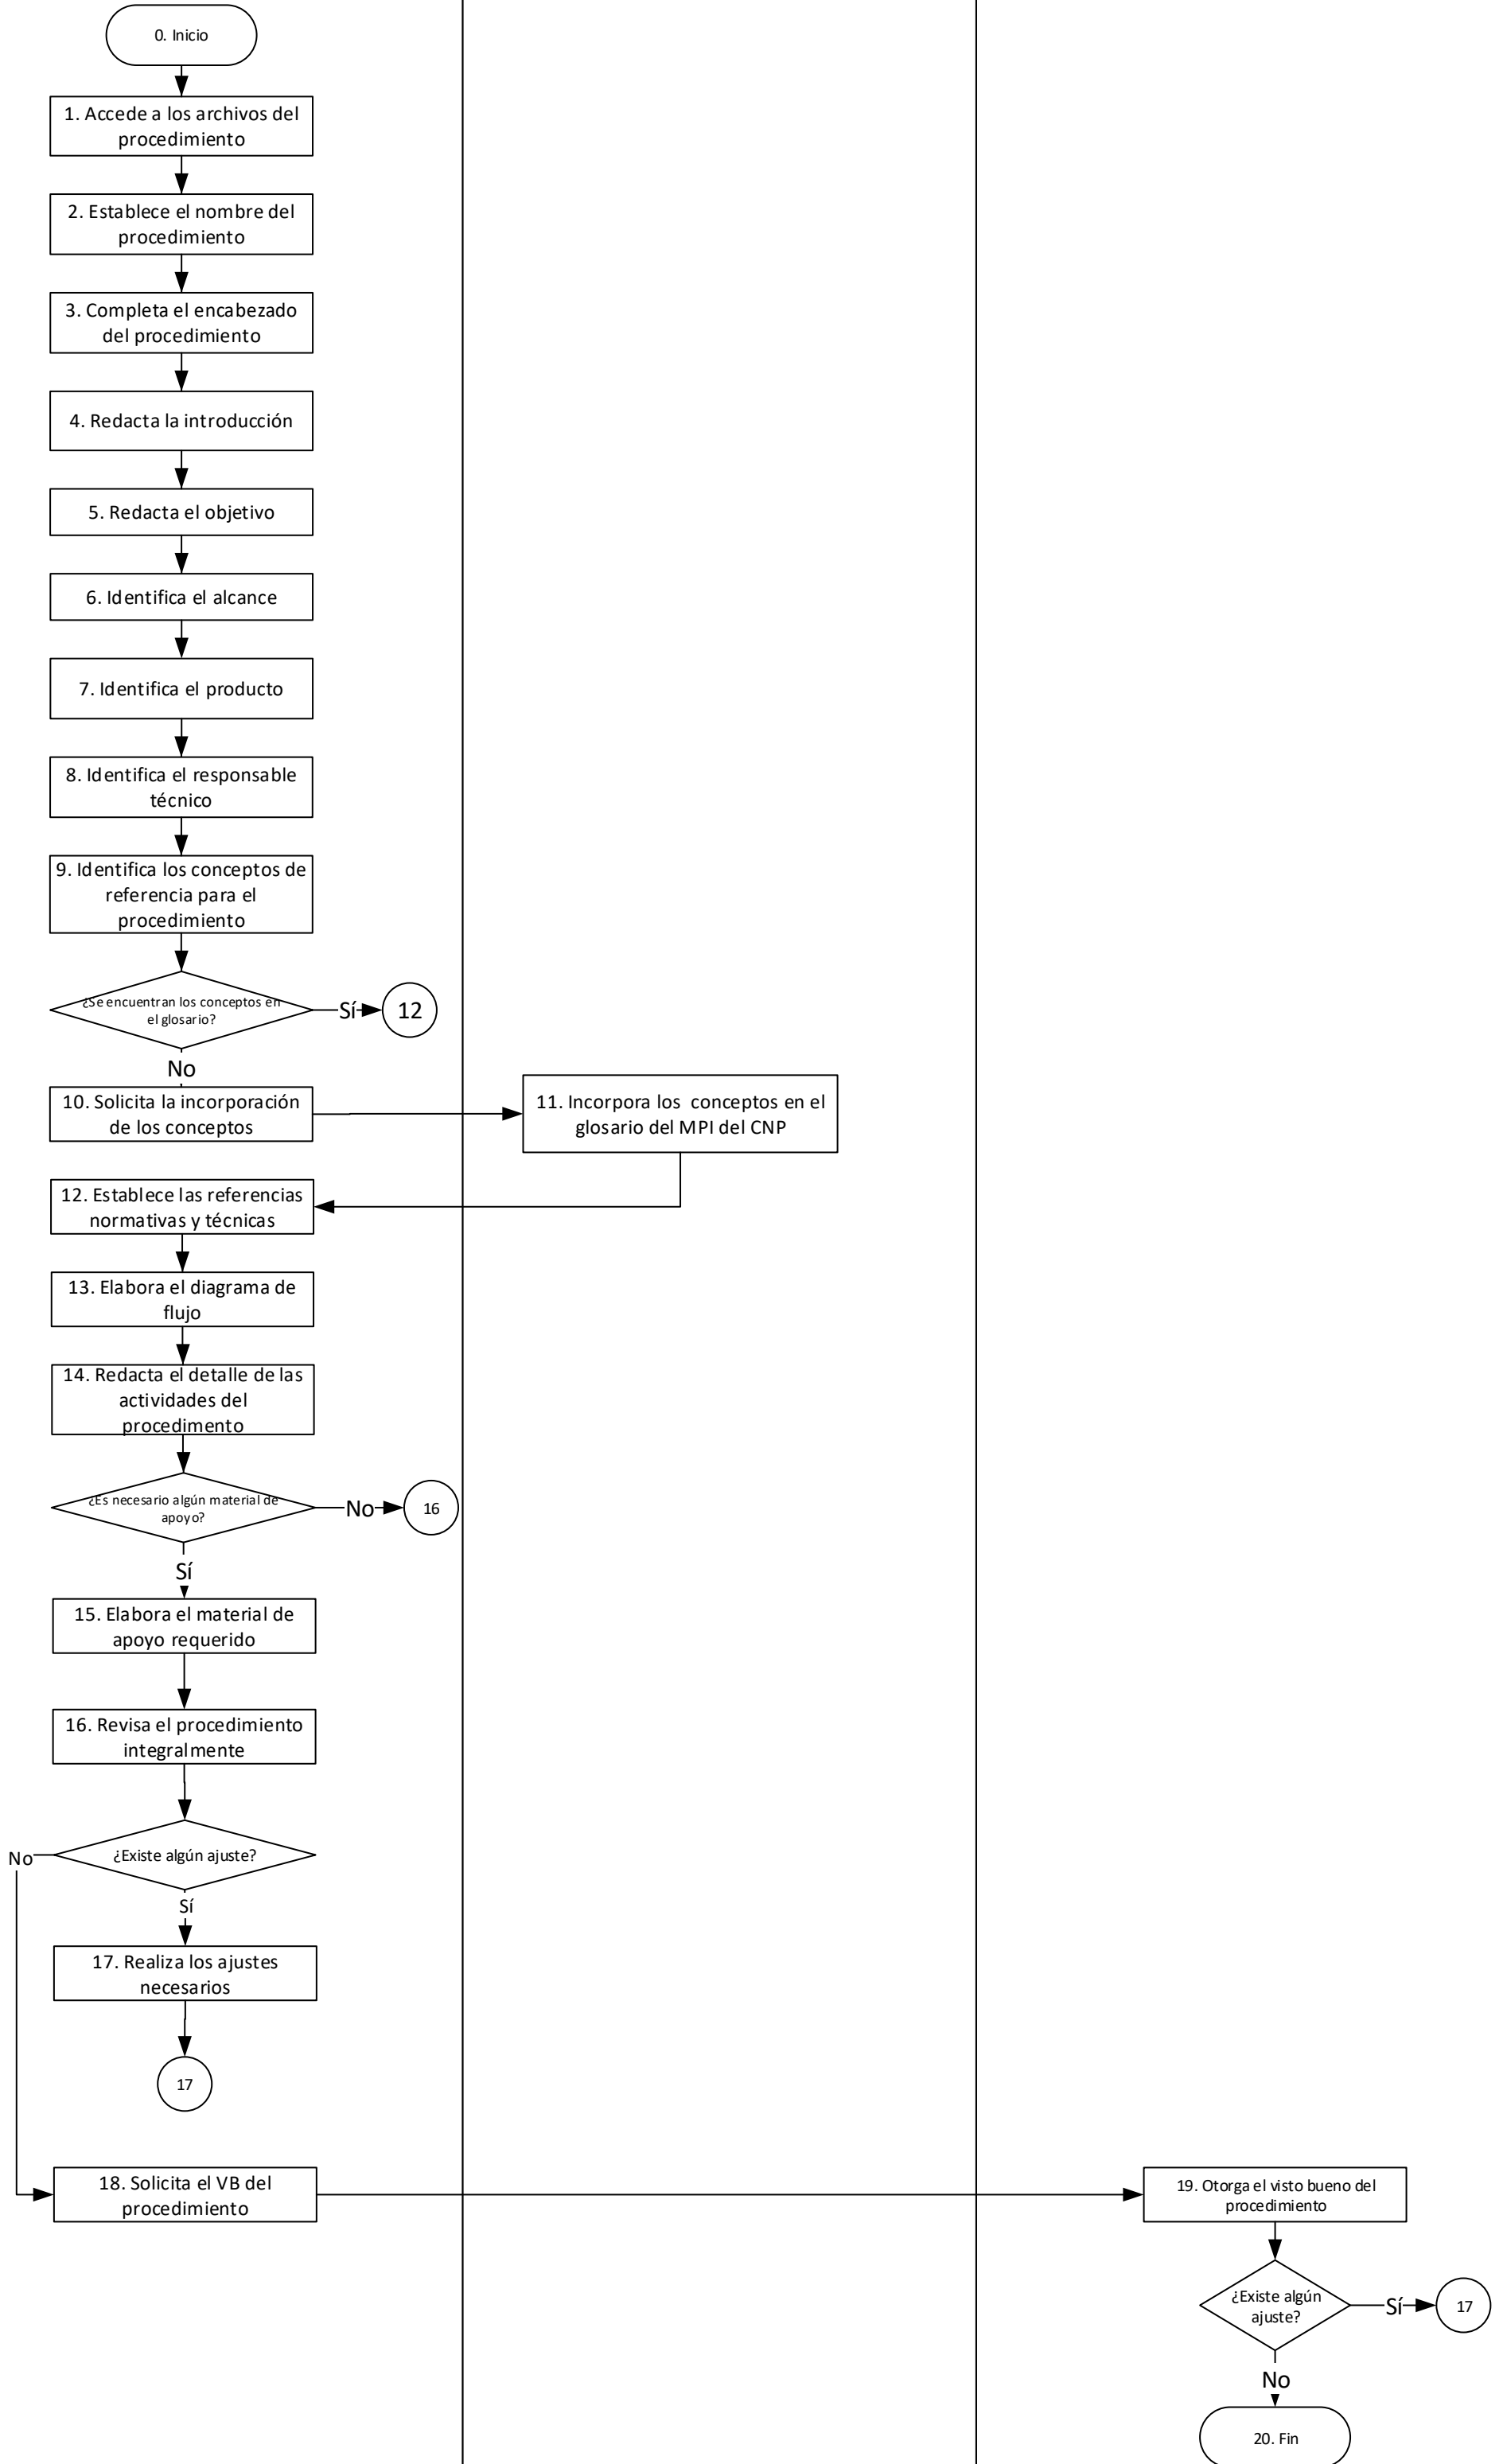 0. Inicio
1. Accede a los archivos del
procedimiento
2. Establece el nombre del
procedimiento
3. Completa el encabezado
del procedimiento
4. Redacta la introducción
5. Redacta el objetivo
6. Identifica el alcance
7. Identifica el producto
8. Identifica el responsable
técnico
9. Identifica los conceptos de
referencia para el
procedimiento
¿Se encuentran los conceptos en
el glosario?
Sí
12
No
10. Solicita la incorporación
de los conceptos
11. Incorpora los conceptos en el
glosario del MPI del CNP
12. Establece las referencias
normativas y técnicas
13. Elabora el diagrama de
flujo
14. Redacta el detalle de las
actividades del
procedimento
¿Es necesario algún material de
apoyo?
No
16
Sí
15. Elabora el material de
apoyo requerido
16. Revisa el procedimiento
integralmente
¿Existe algún ajuste?
No
Sí
17. Realiza los ajustes
necesarios
17
18. Solicita el VB del
procedimiento
19. Otorga el visto bueno del
procedimiento
¿Existe algún
ajuste?
Sí
17
No
20. Fin